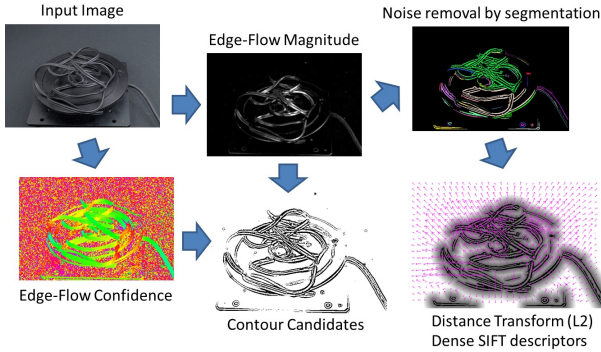 Input Image
Edge-Flow Magnitude
Noise removal by segmentation
Edge-Flow Confidence
Contour Candidates
Distance Transform (L2)
Dense SIFT descriptors